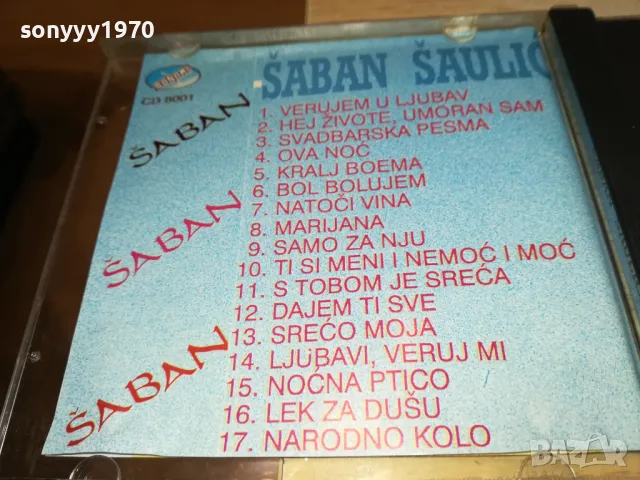 sonyyy1970
CD 8001
ŠABAN ŠAULIĆ
ŠABAN
ŠABAN
ŠABAN
1. VERUJEM U LJUBAV
2. HEJ ŽIVOTE, UMORAN SAM
3. SVADBARSKA PESMA
4. OVA NOĆ
5. KRALJ BOEMA
6. BOL BOLUJEM
7. NATOČI VINA
8. MARIJANA
9. SAMO ZA NJU
10. TI SI MENI I NEMOĆ I MOĆ
11. S TOBOM JE SREĆA
12. DAJEM TI SVE
13. SREĆO MOJA
14. LJUBAVI, VERUJ MI
15. NOĆNA PTICO
16. LEK ZA DUŠU
17. NARODNO KOLO
BAZAR
bg